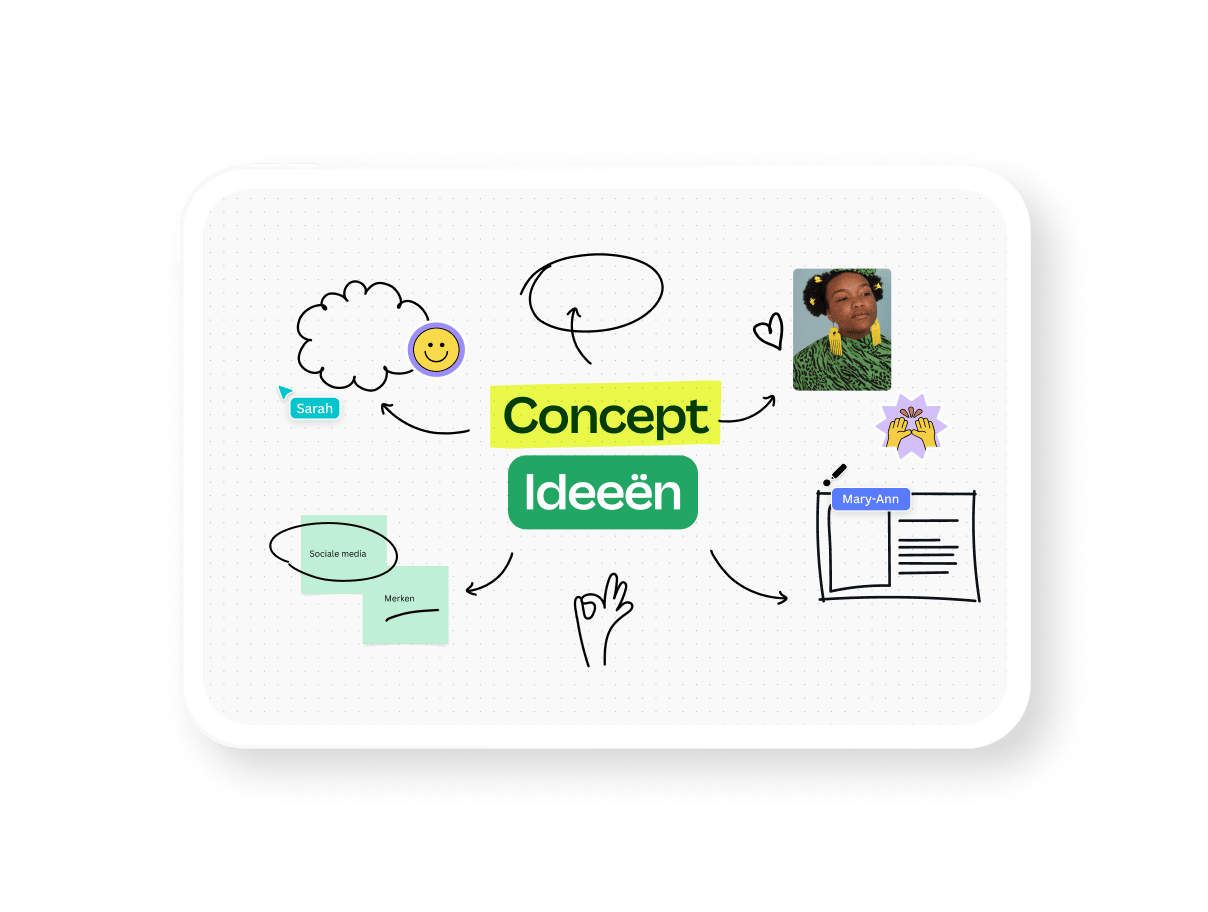 Concept
Ideeën
Sarah
Mary-Ann
Sociale media
Merken